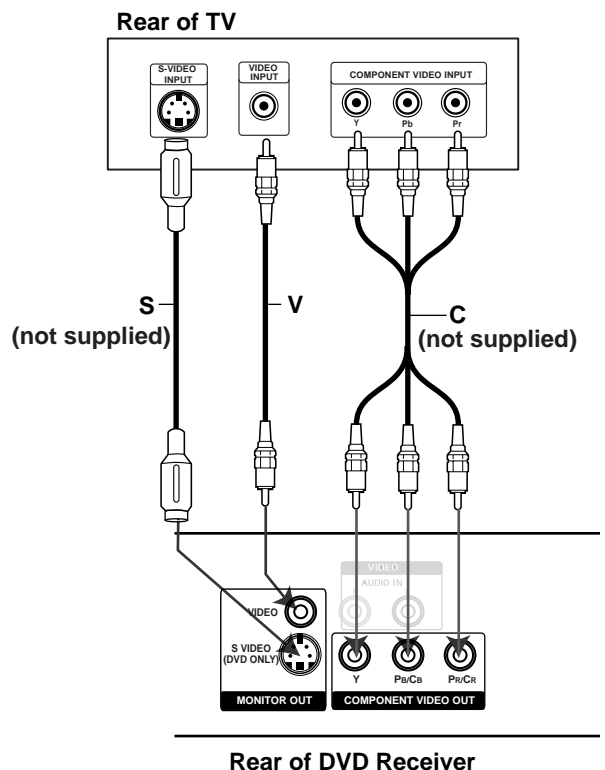 Rear of TV
S-VIDEO
INPUT
VIDEO
INPUT
COMPONENT VIDEO INPUT
Y Pb Pr
S
(not supplied)
V
C
(not supplied)
VIDEO
AUDIO IN
VIDEO
S VIDEO
(DVD ONLY)
Y PB/CB PR/CR
MONITOR OUT
COMPONENT VIDEO OUT
Rear of DVD Receiver